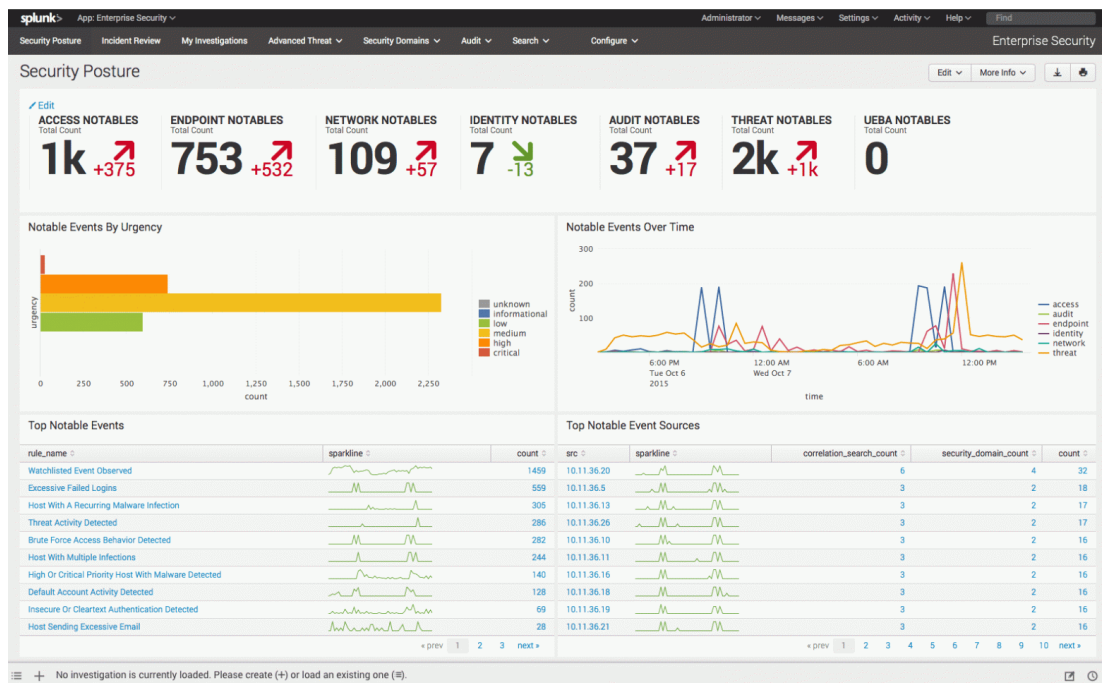 splunk> App: Enterprise Security Administrator Messages Settings Activity Help Find
Security Posture Incident Review My Investigations Advanced Threat Security Domains Audit Search Configure Enterprise Security
Security Posture Edit More Info
Edit
ACCESS NOTABLES ENDPOINT NOTABLES NETWORK NOTABLES IDENTITY NOTABLES AUDIT NOTABLES THREAT NOTABLES UEBA NOTABLES
Total Count Total Count Total Count Total Count Total Count Total Count Total Count
1k +375 753 +532 109 +57 7 -13 37 +17 2k +1k 0
Notable Events By Urgency
urgency
unknown
informational
low
medium
high
critical
0 250 500 750 1,000 1,250 1,500 1,750 2,000 2,250
count
Notable Events Over Time
300
200
100
count
access
audit
endpoint
identity
network
threat
6:00 PM 12:00 AM 6:00 AM 12:00 PM
Tue Oct 6 Wed Oct 7
2015
time
Top Notable Events
rule_name sparkline count
Watchlisted Event Observed 1459
Excessive Failed Logins 559
Host With A Recurring Malware Infection 305
Threat Activity Detected 286
Brute Force Access Behavior Detected 282
Host With Multiple Infections 244
High Or Critical Priority Host With Malware Detected 140
Default Account Activity Detected 128
Insecure Or Cleartext Authentication Detected 69
Host Sending Excessive Email 28
« prev 1 2 3 next »
Top Notable Event Sources
src sparkline correlation_search_count security_domain_count count
10.11.36.20 6 4 32
10.11.36.5 3 2 18
10.11.36.13 3 2 17
10.11.36.26 3 2 17
10.11.36.10 3 2 16
10.11.36.11 3 2 16
10.11.36.16 3 2 16
10.11.36.18 3 2 16
10.11.36.19 3 2 16
10.11.36.21 3 2 16
« prev 1 2 3 4 5 6 7 8 9 10 next »
No investigation is currently loaded. Please create (+) or load an existing one (≡).